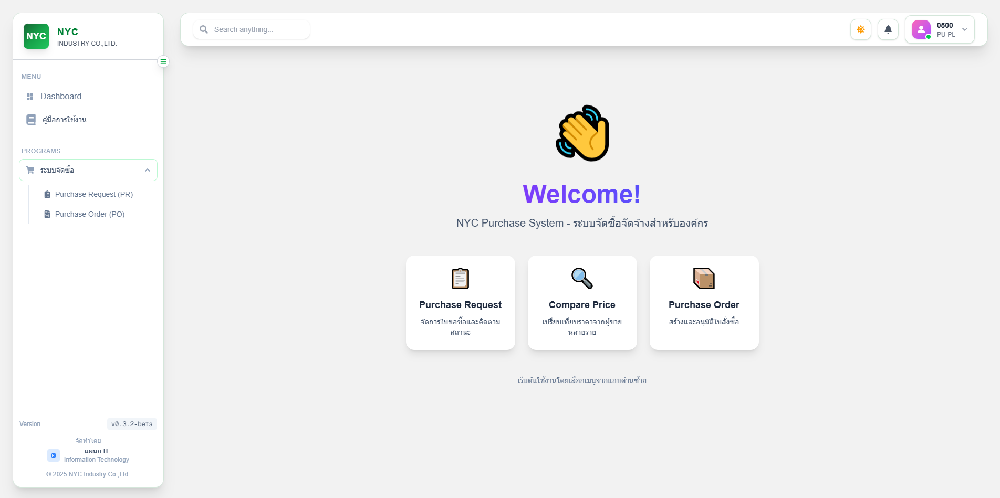 NYC
NYC
INDUSTRY CO.,LTD.
MENU
Dashboard
คู่มือการใช้งาน
PROGRAMS
ระบบจัดซื้อ
Purchase Request (PR)
Purchase Order (PO)
Version
v0.3.2-beta
จัดทำโดย
แผนก IT
Information Technology
© 2025 NYC Industry Co.,Ltd.
Search anything...
0500
PU-PL
Welcome!
NYC Purchase System - ระบบจัดซื้อจัดจ้างสำหรับองค์กร
Purchase Request
จัดการใบขอซื้อและติดตาม
สถานะ
Compare Price
เปรียบเทียบราคาจากผู้ขาย
หลายราย
Purchase Order
สร้างและอนุมัติใบสั่งซื้อ
เริ่มต้นใช้งานโดยเลือกเมนูจากแถบด้านซ้าย